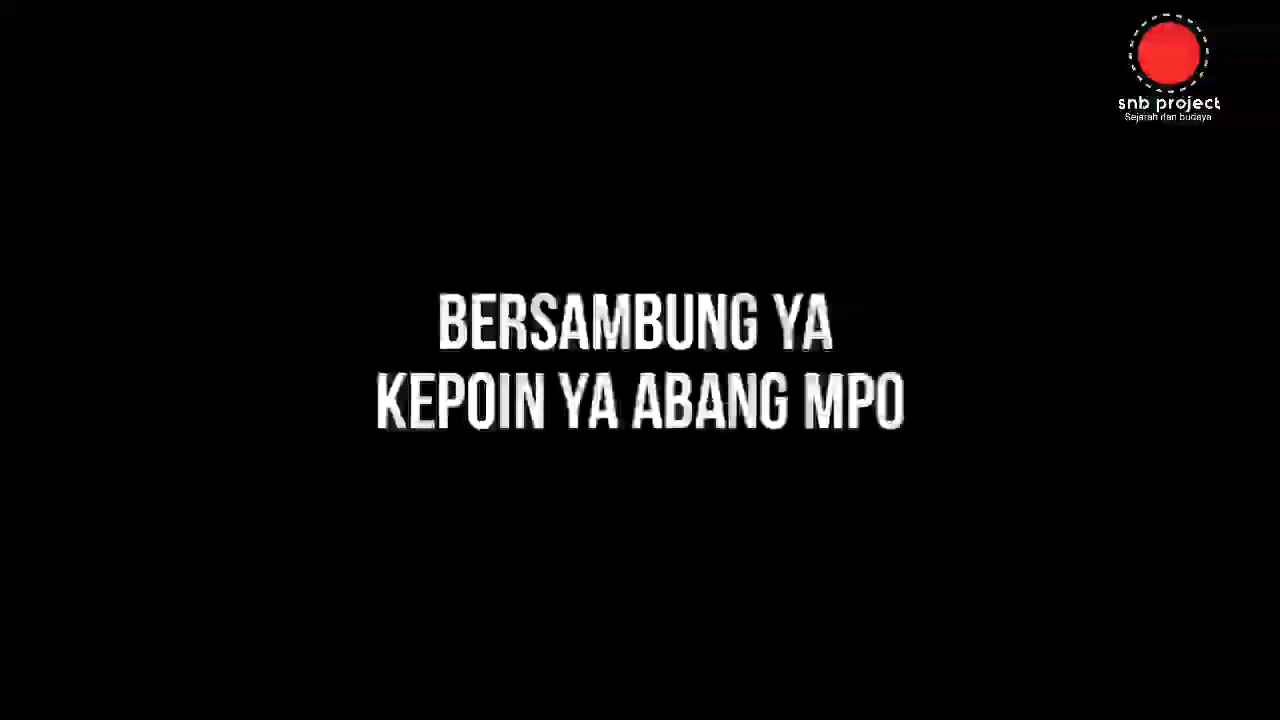 snb project
Sejarah dan budaya
BERSAMBUNG YA
KEPOIN YA ABANG MPO